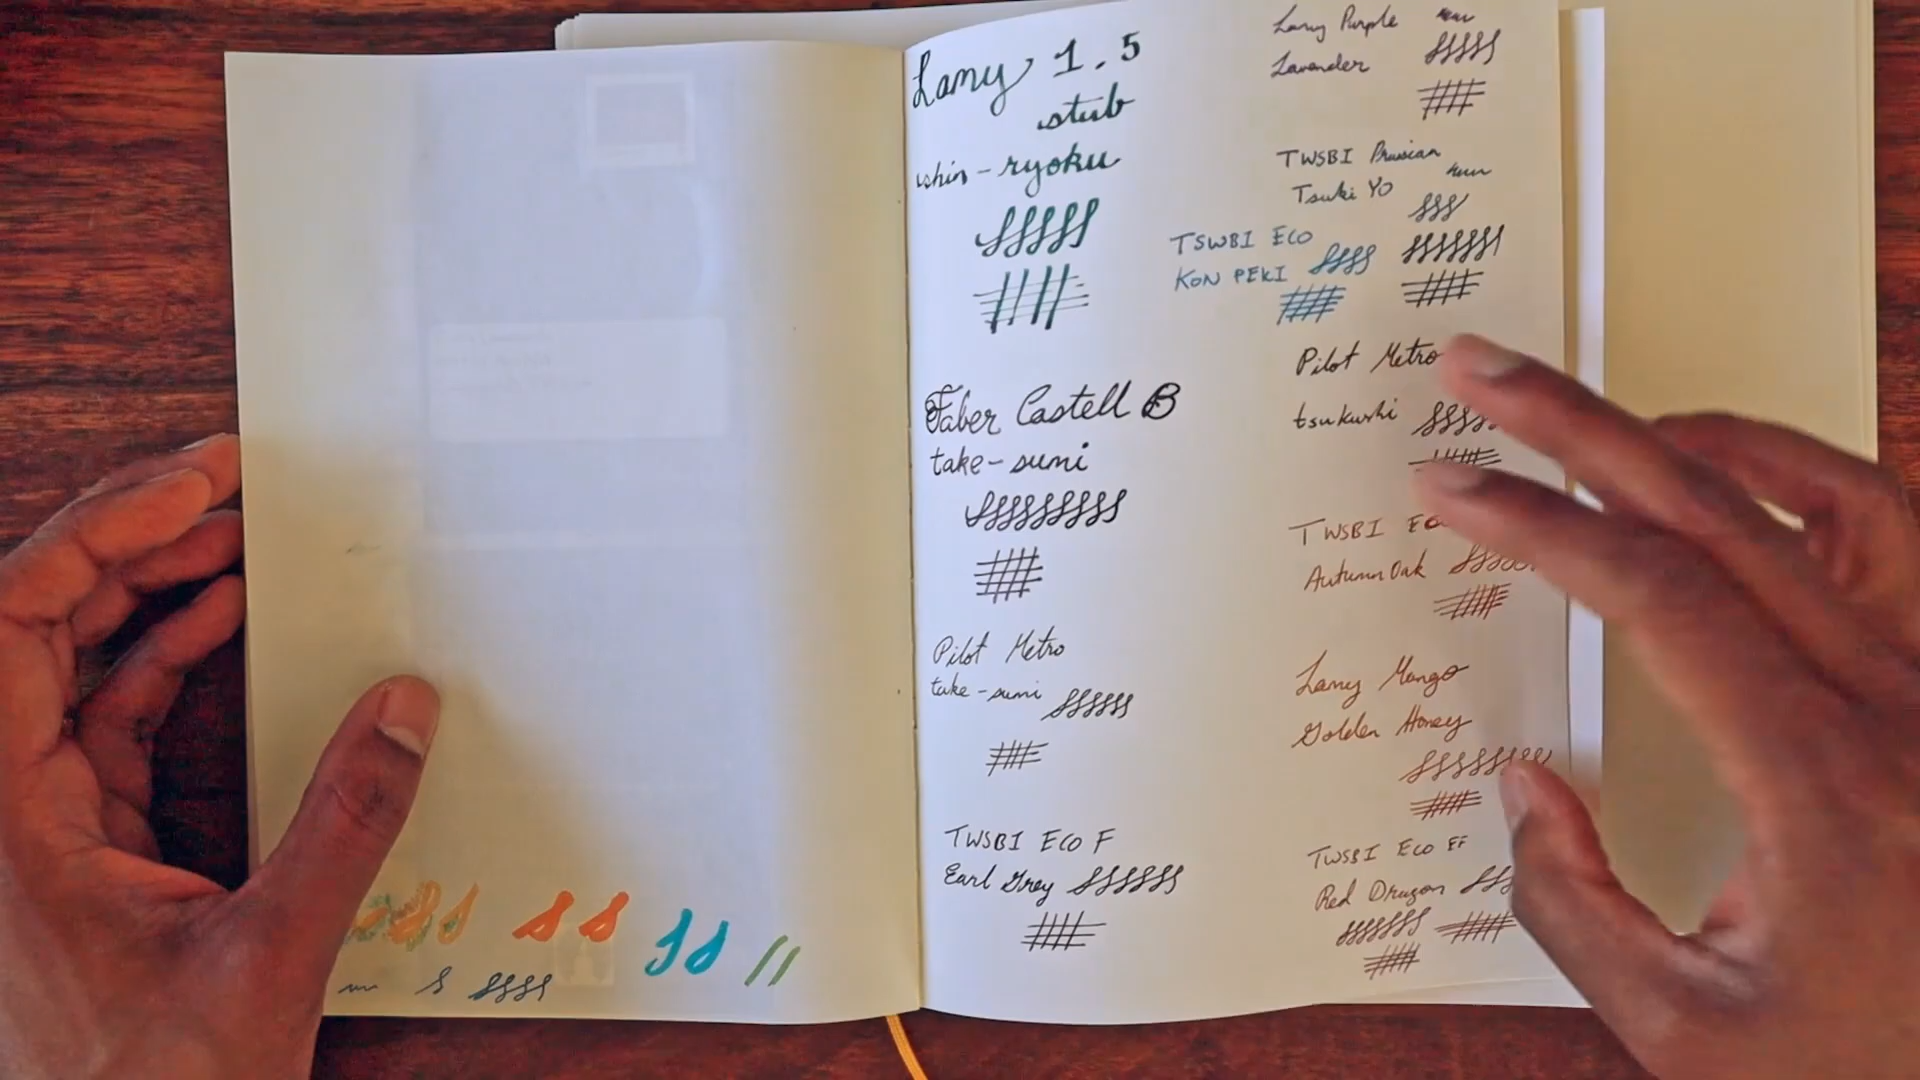 Lamy 1.5
stub
shin-ryoku
Faber Castell B
take-sumi
Pilot Metro
take-sumi
TWSBI ECO F
Earl Grey
Lamy Purple
Lavender
TWSBI Prussian
Tsuki Yo
TSWBI ECO
KON PEKI
Pilot Metro
tsukushi
TWSBI
Autumn Oak
Lamy Mango
Golden Honey
TWSBI ECO EF
Red Dragon